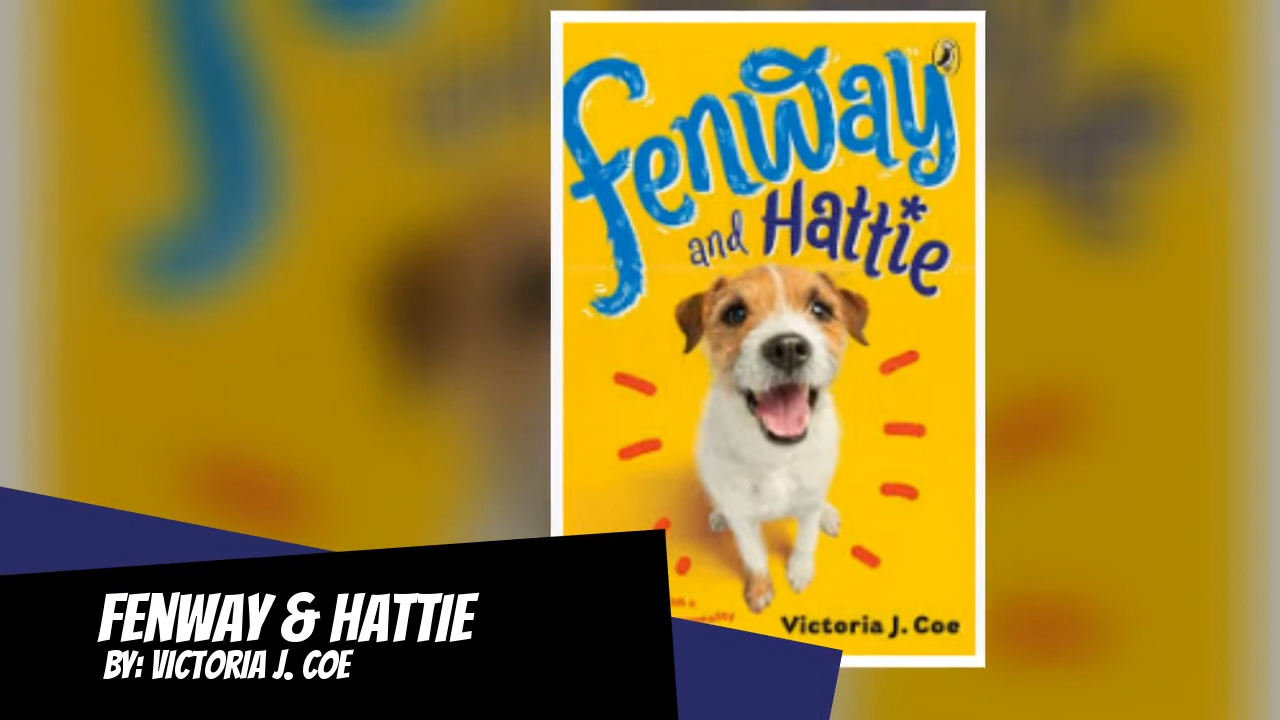 fenway
and Hattie
Victoria J. Coe
FENWAY & HATTIE
BY: VICTORIA J. COE